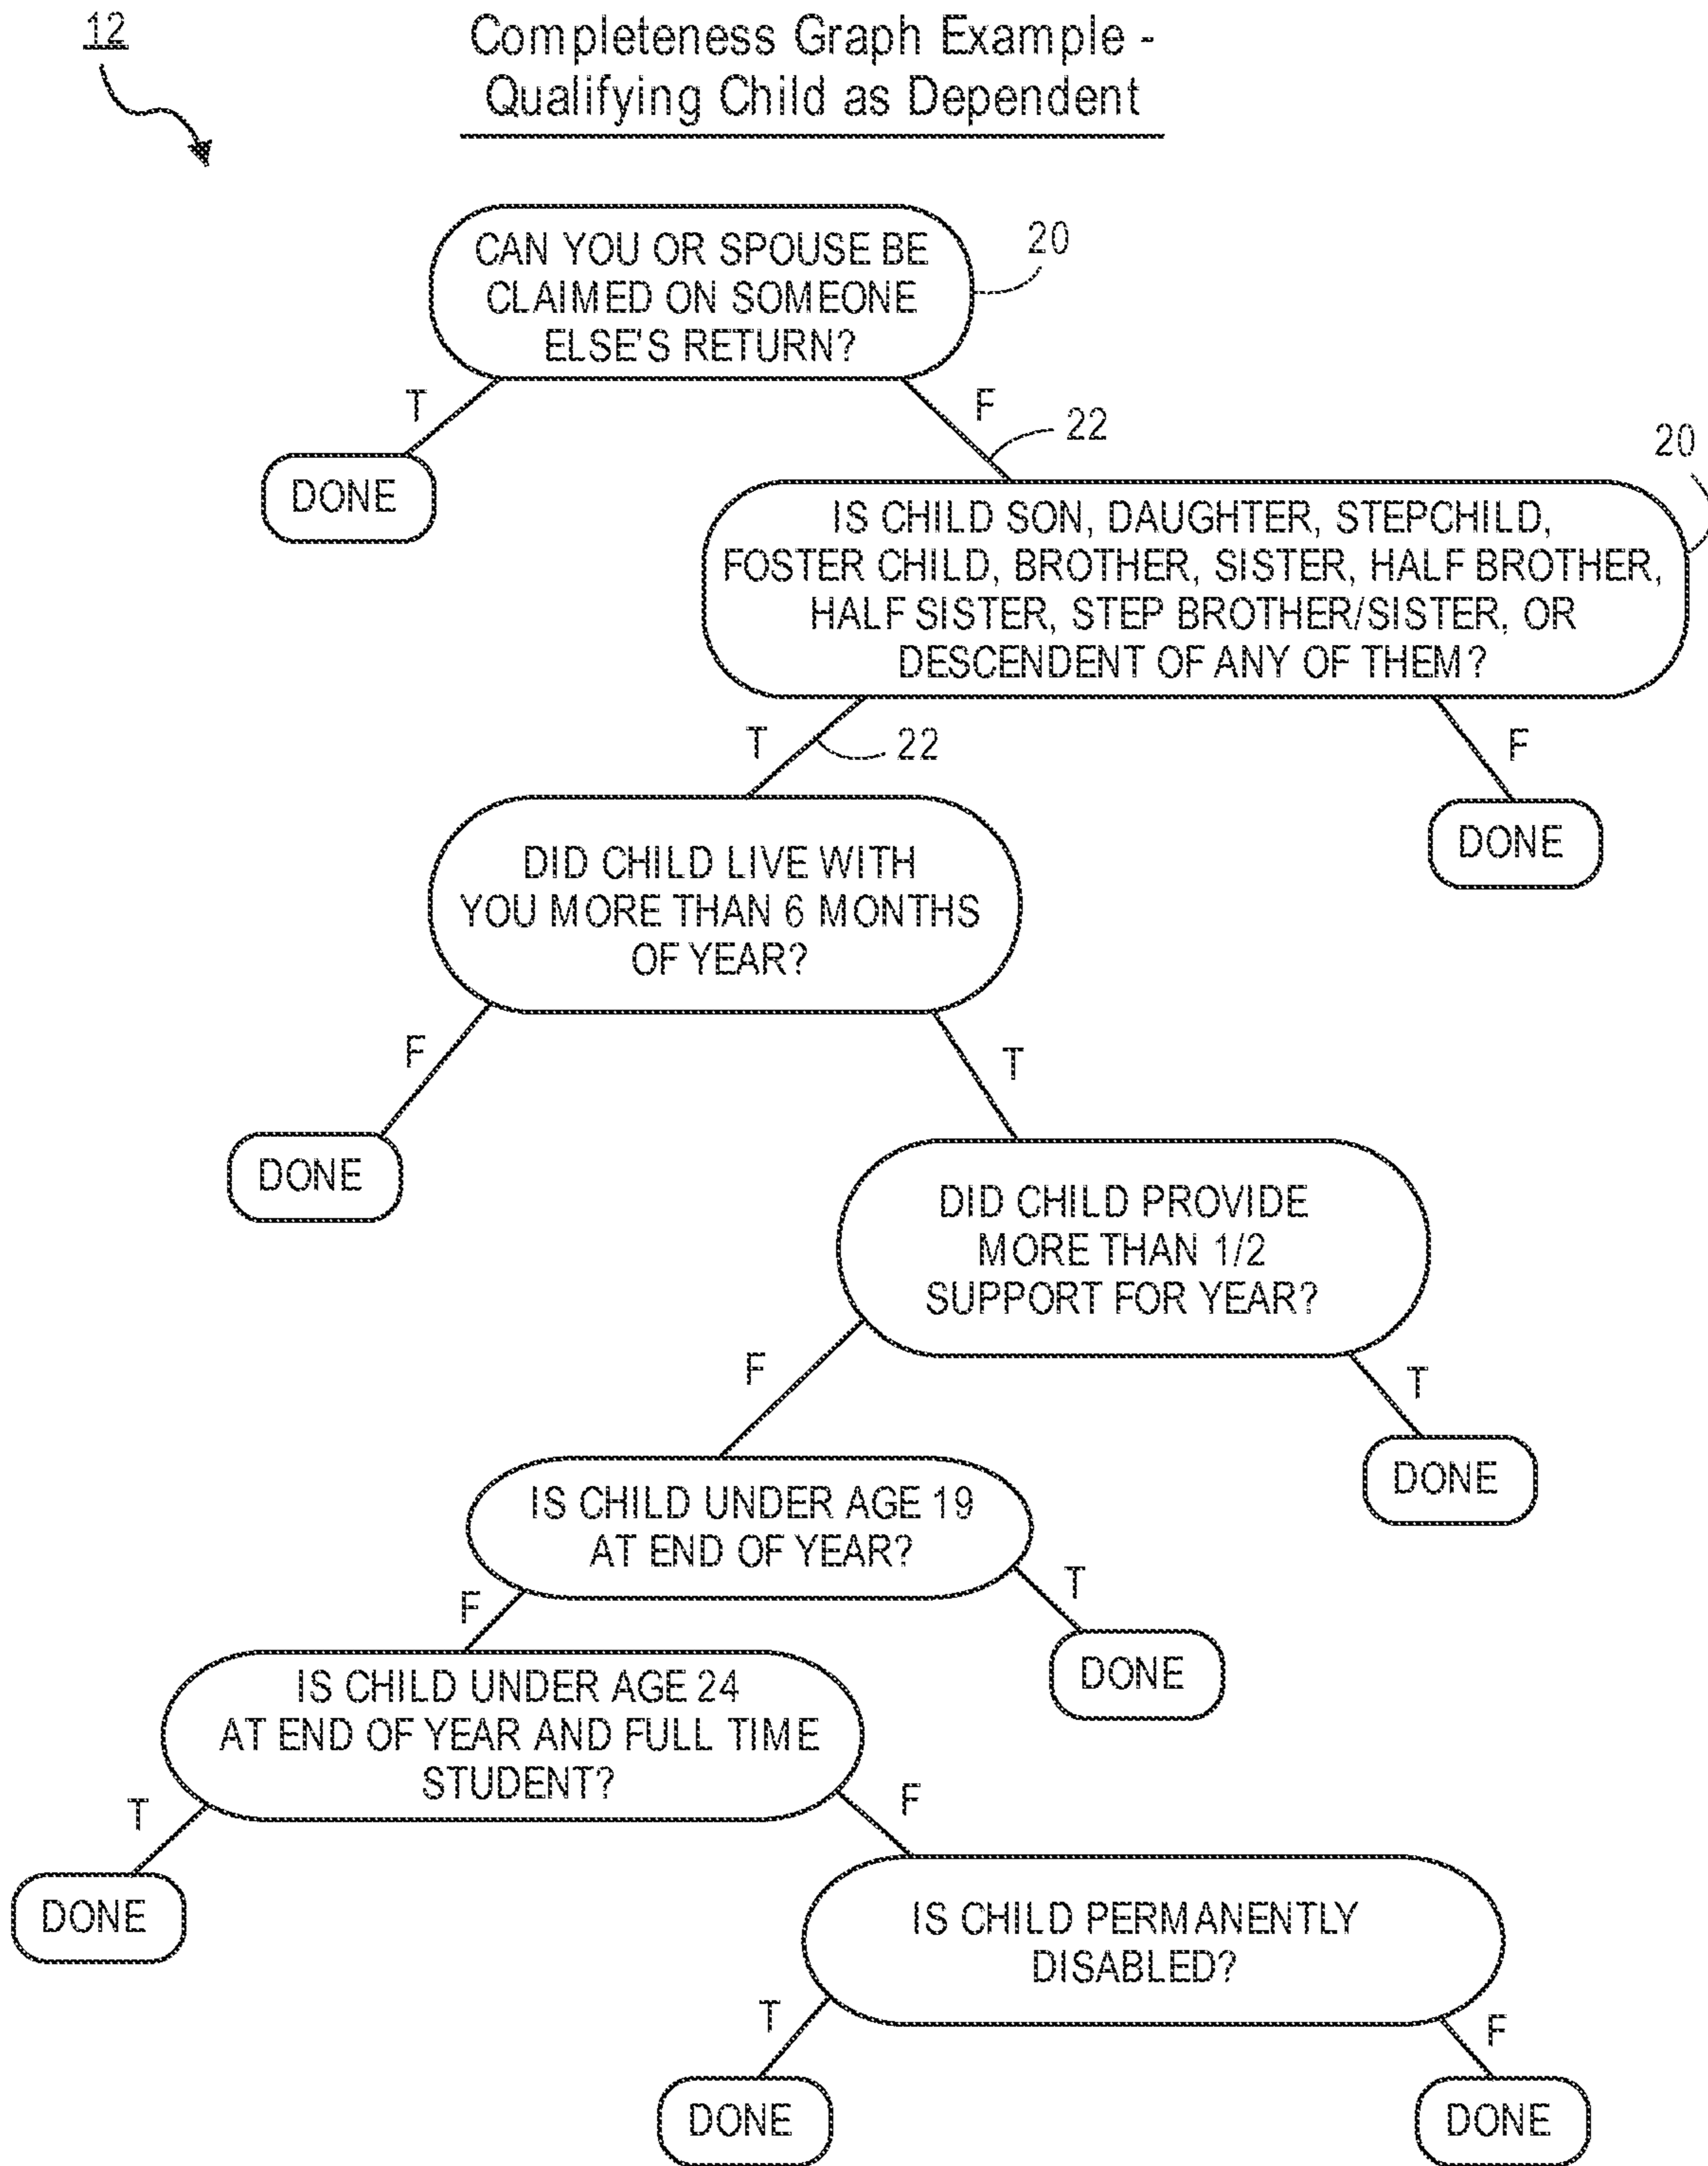 12
Completeness Graph Example -
Qualifying Child as Dependent
CAN YOU OR SPOUSE BE
CLAIMED ON SOMEONE
ELSE'S RETURN?
20
T
F
22
DONE
20
IS CHILD SON, DAUGHTER, STEPCHILD,
FOSTER CHILD, BROTHER, SISTER, HALF BROTHER,
HALF SISTER, STEP BROTHER/SISTER, OR
DESCENDENT OF ANY OF THEM?
T
22
F
DONE
DID CHILD LIVE WITH
YOU MORE THAN 6 MONTHS
OF YEAR?
F
T
DONE
DID CHILD PROVIDE
MORE THAN 1/2
SUPPORT FOR YEAR?
F
T
DONE
IS CHILD UNDER AGE 19
AT END OF YEAR?
F
T
DONE
IS CHILD UNDER AGE 24
AT END OF YEAR AND FULL TIME
STUDENT?
T
F
DONE
IS CHILD PERMANENTLY
DISABLED?
T
F
DONE
DONE